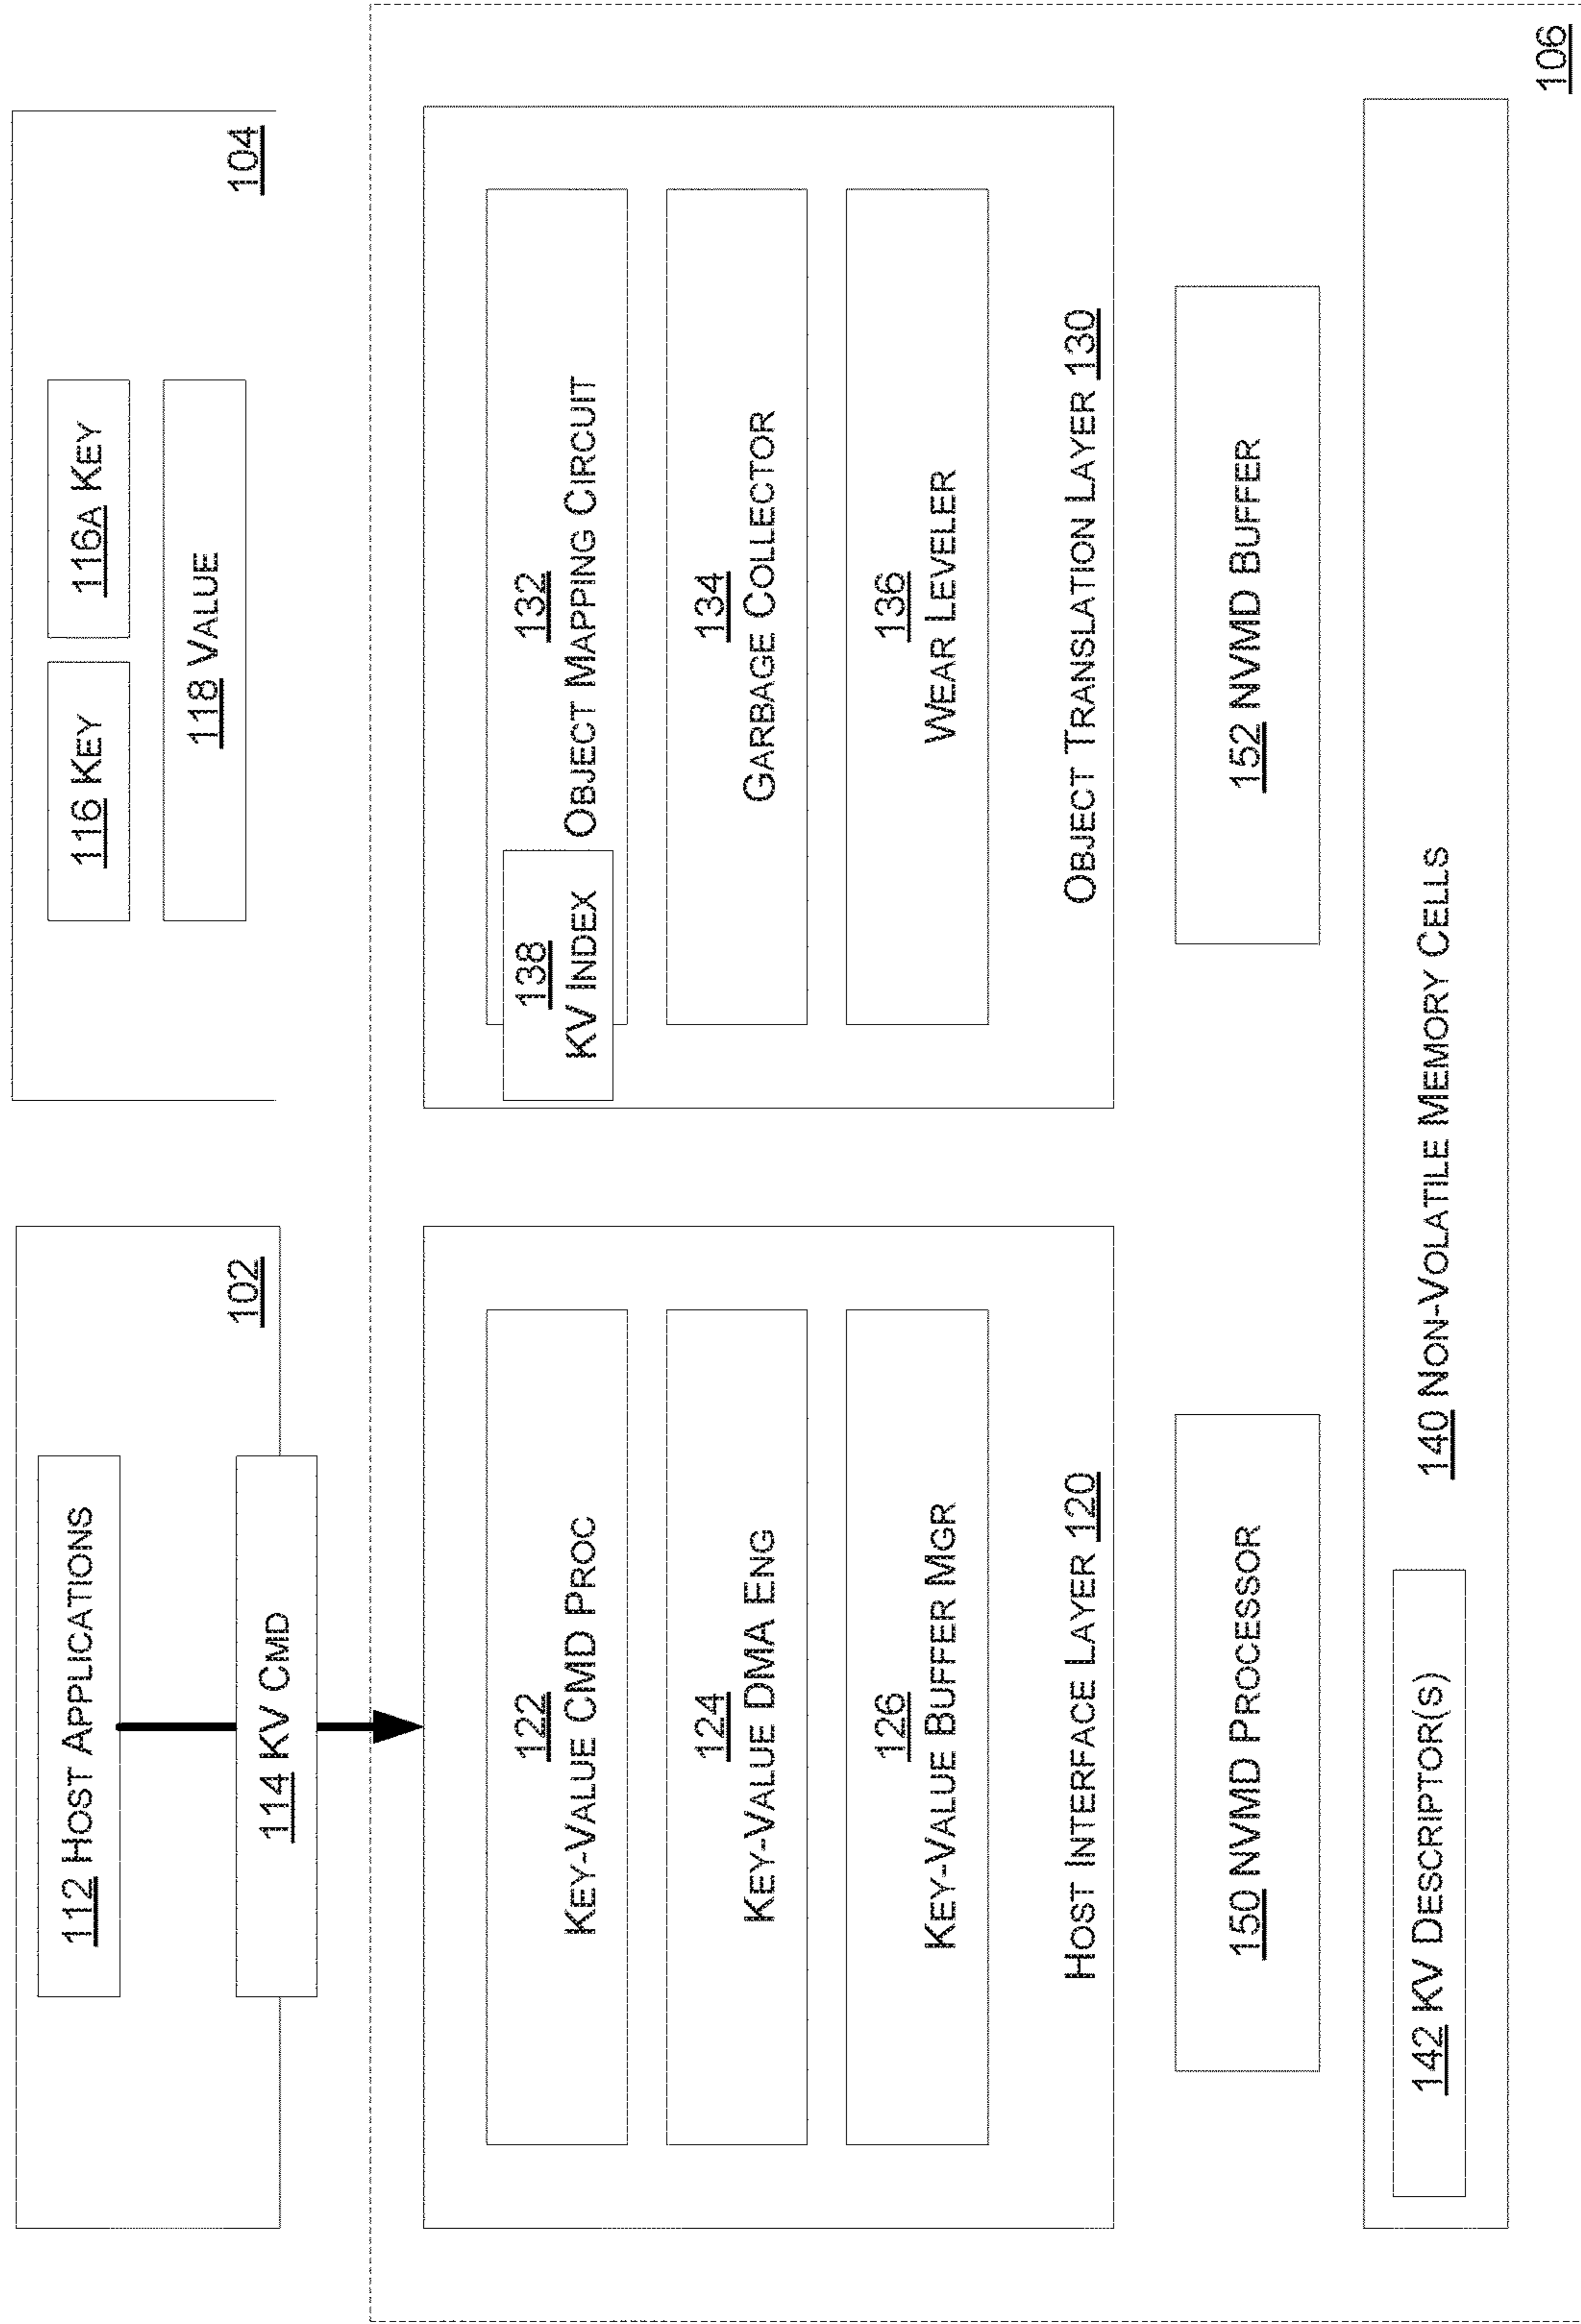 112 HOST APPLICATIONS
114 KV CMD
102
116 KEY
116A KEY
118 VALUE
104
122
KEY-VALUE CMD PROC
124
KEY-VALUE DMA ENG
126
KEY-VALUE BUFFER MGR
HOST INTERFACE LAYER 120
138
KV INDEX
132
OBJECT MAPPING CIRCUIT
134
GARBAGE COLLECTOR
136
WEAR LEVELER
OBJECT TRANSLATION LAYER 130
150 NVMD PROCESSOR
152 NVMD BUFFER
142 KV DESCRIPTOR(S)
140 NON-VOLATILE MEMORY CELLS
106